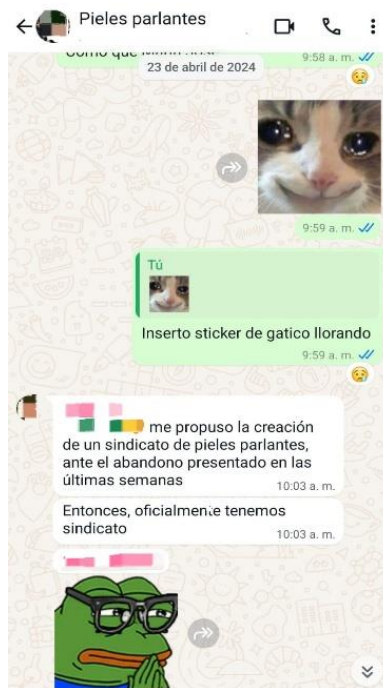 Pieles parlantes
9:58 a. m.
23 de abril de 2024
9:59 a. m.
Tú
Inserto sticker de gatico llorando
9:59 a. m.
me propuso la creación
de un sindicato de pieles parlantes,
ante el abandono presentado en las
últimas semanas
10:03 a. m.
Entonces, oficialmente tenemos
sindicato
10:03 a. m.